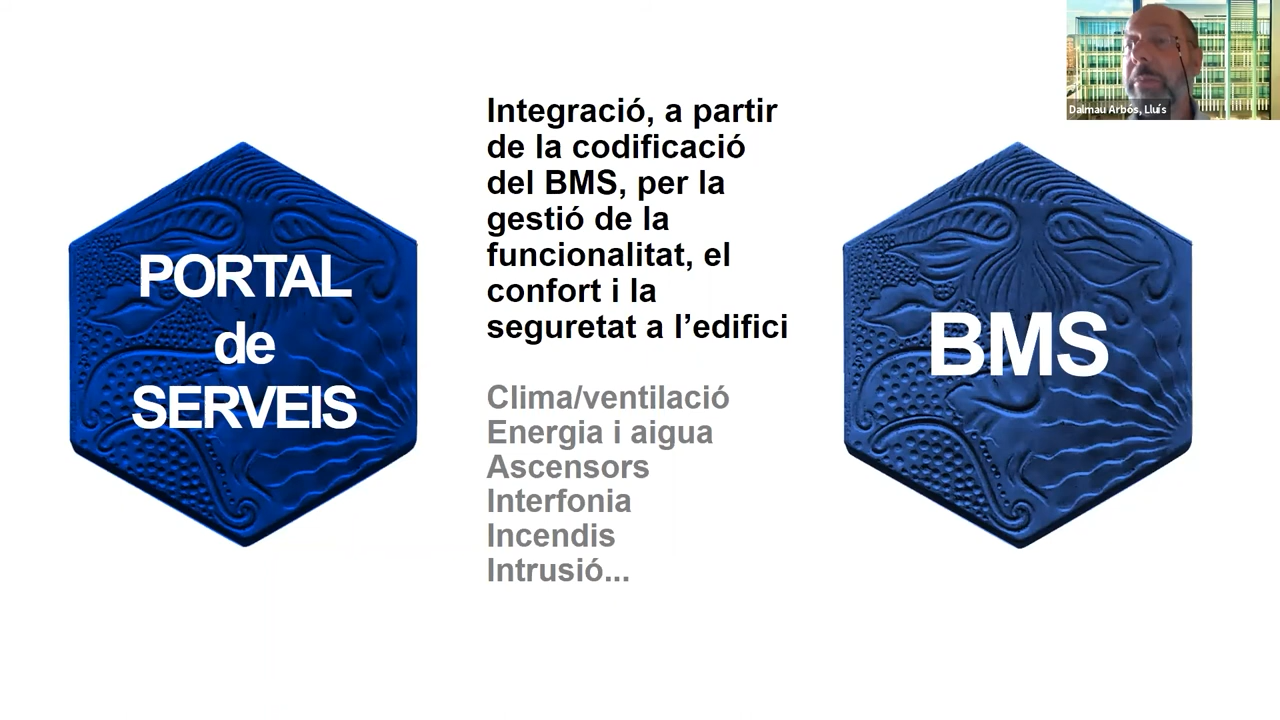 Dalmau Arbós, Lluís
PORTAL
de
SERVEIS
Integració, a partir
de la codificació
del BMS, per la
gestió de la
funcionalitat, el
confort i la
seguretat a l’edifici
Clima/ventilació
Energia i aigua
Ascensors
Interfonia
Incendis
Intrusió...
BMS